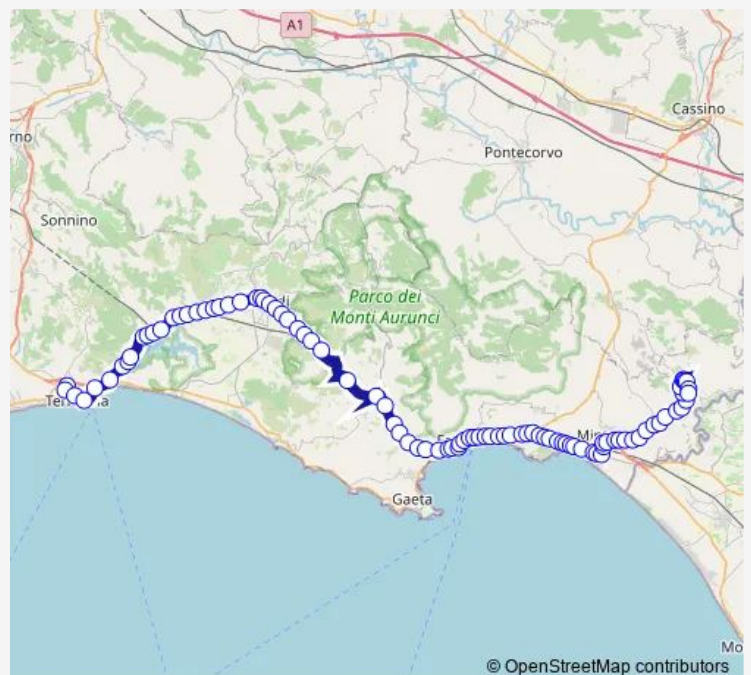 A1
Cassino
Pontecorvo
Sonnino
Parco dei
Monti Aurunci
Gaeta
© OpenStreetMap contributors